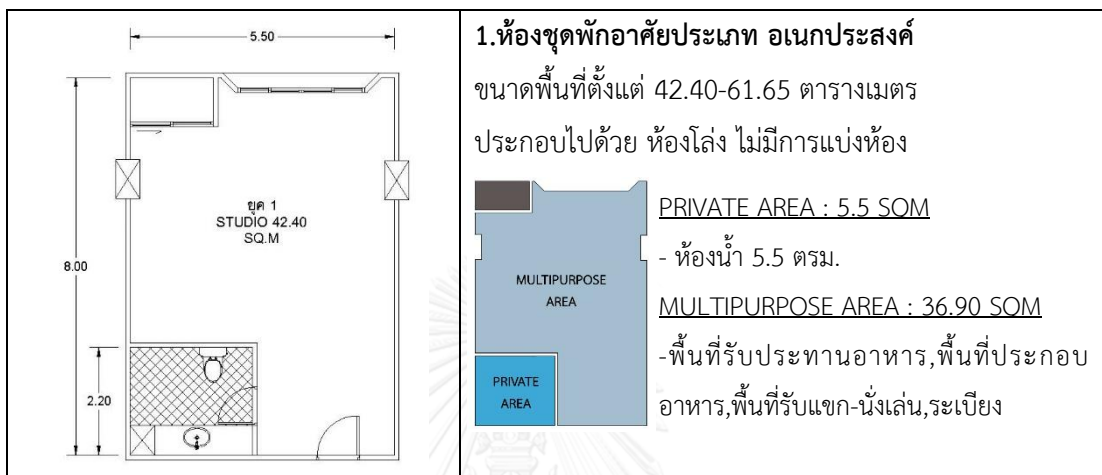 5.50
8.00
ยุค 1
STUDIO 42.40
SQ.M
2.20
1.ห้องชุดพักอาศัยประเภท อเนกประสงค์
ขนาดพื้นที่ตั้งแต่ 42.40-61.65 ตารางเมตร
ประกอบไปด้วย ห้องโล่ง ไม่มีการแบ่งห้อง
MULTIPURPOSE
AREA
PRIVATE
AREA
PRIVATE AREA : 5.5 SQM
- ห้องน้ำ 5.5 ตรม.
MULTIPURPOSE AREA : 36.90 SQM
-พื้นที่รับประทานอาหาร,พื้นที่ประกอบ
อาหาร,พื้นที่รับแขก-นั่งเล่น,ระเบียง